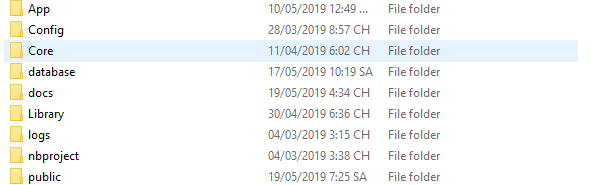 App 10/05/2019 12:49 ... File folder
Config 28/03/2019 8:57 CH File folder
Core 11/04/2019 6:02 CH File folder
database 17/05/2019 10:19 SA File folder
docs 19/05/2019 4:34 CH File folder
Library 30/04/2019 6:36 CH File folder
logs 04/03/2019 3:15 CH File folder
nbproject 04/03/2019 3:38 CH File folder
public 19/05/2019 7:25 SA File folder